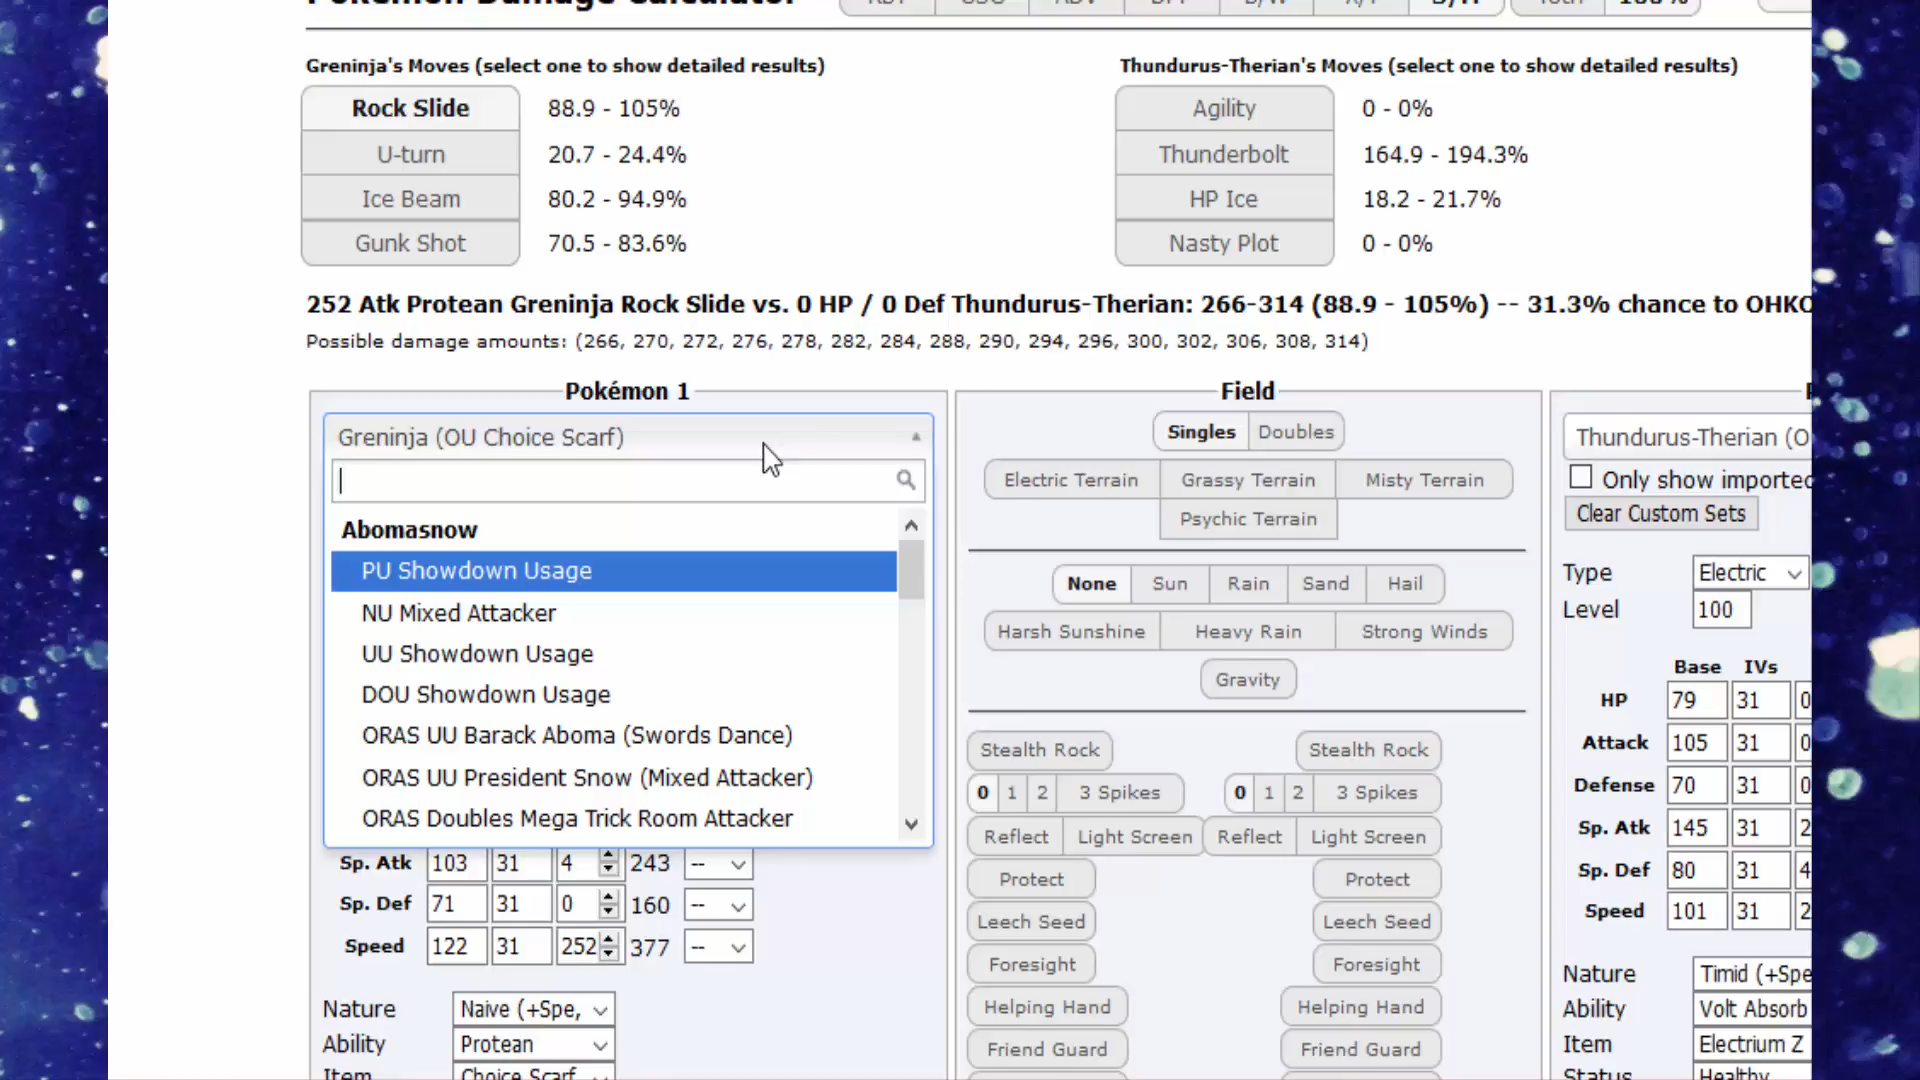 Pokémon Damage Calculator
Greninja's Moves (select one to show detailed results)
Rock Slide 88.9 - 105%
U-turn 20.7 - 24.4%
Ice Beam 80.2 - 94.9%
Gunk Shot 70.5 - 83.6%
Thundurus-Therian's Moves (select one to show detailed results)
Agility 0 - 0%
Thunderbolt 164.9 - 194.3%
HP Ice 18.2 - 21.7%
Nasty Plot 0 - 0%
252 Atk Protean Greninja Rock Slide vs. 0 HP / 0 Def Thundurus-Therian: 266-314 (88.9 - 105%) -- 31.3% chance to OHKO
Possible damage amounts: (266, 270, 272, 276, 278, 282, 284, 288, 290, 294, 296, 300, 302, 306, 308, 314)
Pokémon 1
Greninja (OU Choice Scarf)
Abomasnow
PU Showdown Usage
NU Mixed Attacker
UU Showdown Usage
DOU Showdown Usage
ORAS UU Barack Aboma (Swords Dance)
ORAS UU President Snow (Mixed Attacker)
ORAS Doubles Mega Trick Room Attacker
Sp. Atk 103 31 4 243 --
Sp. Def 71 31 0 160 --
Speed 122 31 252 377 --
Nature Naive (+Spe,
Ability Protean
Item Choice Scarf
Field
Singles Doubles
Electric Terrain Grassy Terrain Misty Terrain
Psychic Terrain
None Sun Rain Sand Hail
Harsh Sunshine Heavy Rain Strong Winds
Gravity
Stealth Rock Stealth Rock
0 1 2 3 Spikes 0 1 2 3 Spikes
Reflect Light Screen Reflect Light Screen
Protect Protect
Leech Seed Leech Seed
Foresight Foresight
Helping Hand Helping Hand
Friend Guard Friend Guard
Thundurus-Therian (O
Only show imported
Clear Custom Sets
Type Electric
Level 100
Base IVs
HP 79 31 0
Attack 105 31 0
Defense 70 31 0
Sp. Atk 145 31 2
Sp. Def 80 31 4
Speed 101 31 2
Nature Timid (+Spe
Ability Volt Absorb
Item Electrium Z
Status Healthy